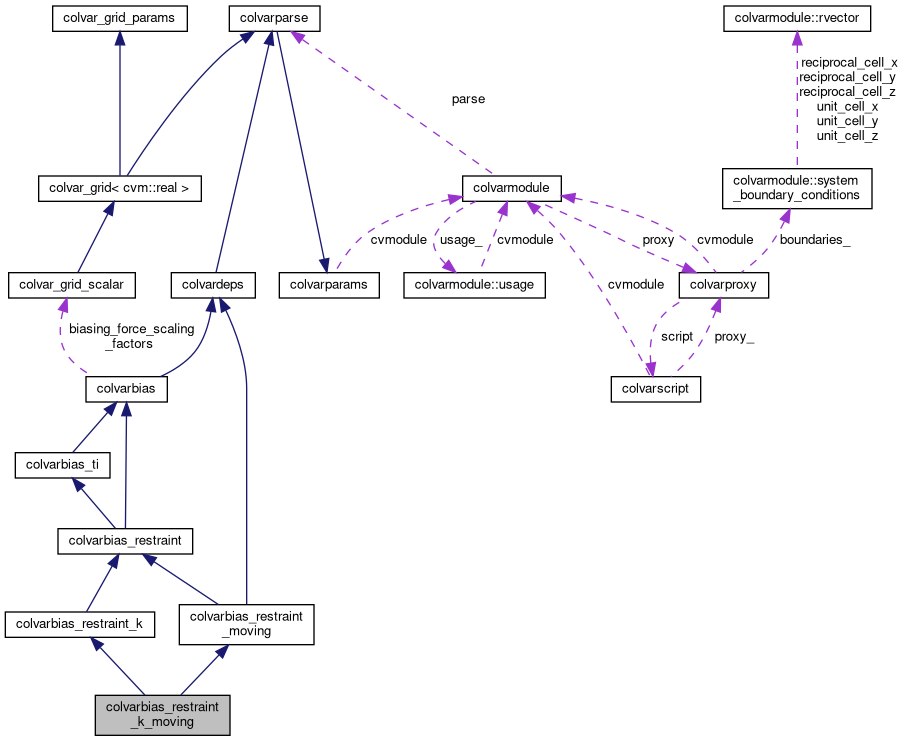 colvar_grid_params
colvarparse
colvarmodule::rvector
reciprocal_cell_x
reciprocal_cell_y
reciprocal_cell_z
unit_cell_x
unit_cell_y
unit_cell_z
parse
colvar_grid< cvm::real >
colvarmodule
colvarmodule::system
_boundary_conditions
cvmodule
usage_
cvmodule
proxy
cvmodule
boundaries_
colvar_grid_scalar
colvardeps
colvarparams
colvarmodule::usage
cvmodule
colvarproxy
biasing_force_scaling
_factors
script
proxy_
colvarbias
colvarscript
colvarbias_ti
colvarbias_restraint
colvarbias_restraint_k
colvarbias_restraint
_moving
colvarbias_restraint
_k_moving